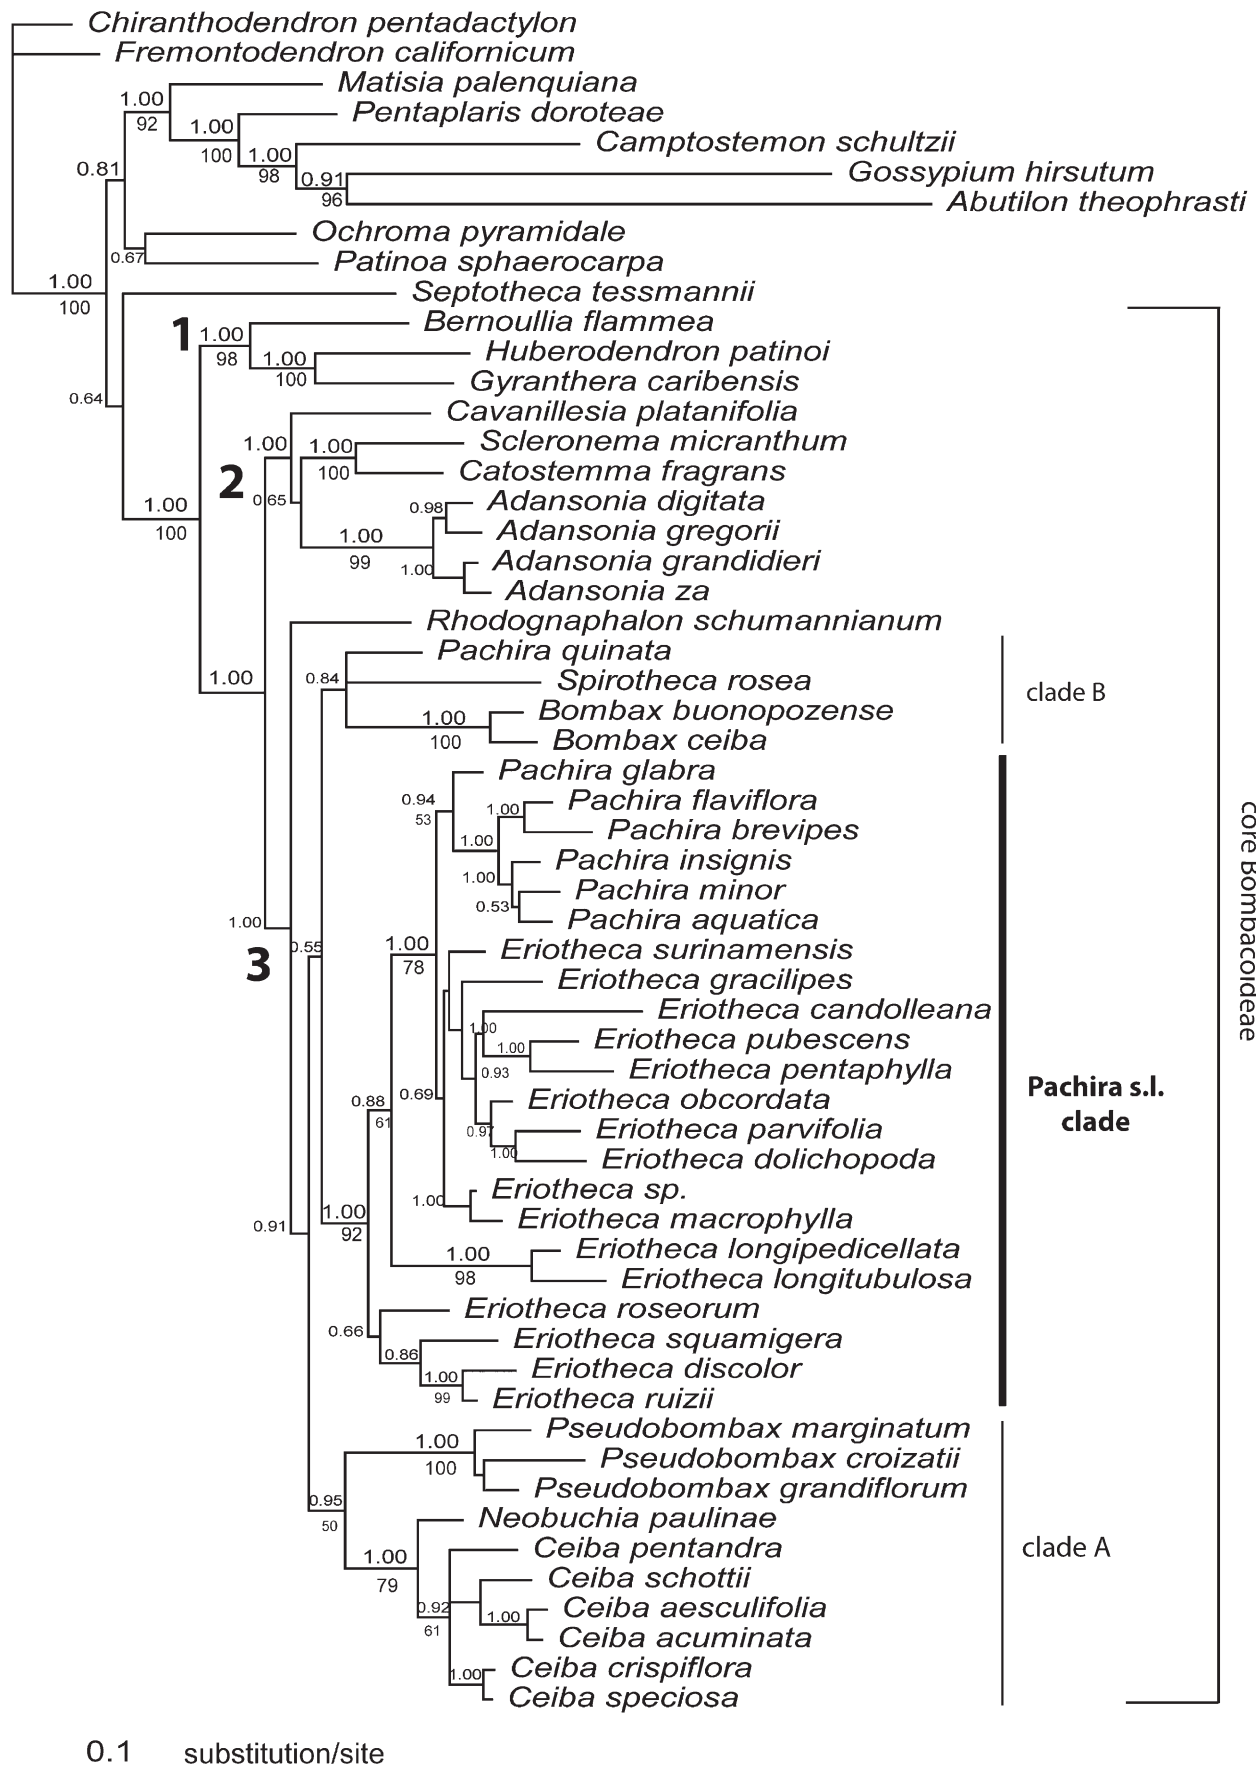 Chiranthodendron pentadactylon
Fremontodendron californicum
Matisia palenquiana
1.00
92
Pentaplaris doroteae
1.00
100
Camptostemon schultzii
1.00
98
Gossypium hirsutum
0.91
96
Abutilon theophrasti
0.81
Ochroma pyramidale
0.67
Patinoa sphaerocarpa
1.00
100
Septotheca tessmannii
Bernoullia flammea
1
1.00
98
Huberodendron patinoi
1.00
100
Gyranthera caribensis
0.64
Cavanillesia platanifolia
1.00
Scleronema micranthum
1.00
100
Catostemma fragrans
2
0.65
Adansonia digitata
0.98
1.00
100
Adansonia gregorii
1.00
99
Adansonia grandidieri
1.00
Adansonia za
Rhodognaphalon schumannianum
Pachira quinata
1.00
0.84
Spirotheca rosea
clade B
Bombax buonopozense
1.00
100
Bombax ceiba
Pachira glabra
0.94
53
Pachira flaviflora
1.00
Pachira brevipes
1.00
Pachira insignis
1.00
Pachira minor
0.53
Pachira aquatica
1.00
3
0.55
1.00
78
Eriotheca surinamensis
Eriotheca gracilipes
Eriotheca candolleana
1.00
Eriotheca pubescens
1.00
Eriotheca pentaphylla
0.93
core Bombacoideae
Pachira s.l.
clade
0.69
Eriotheca obcordata
0.88
61
0.97
Eriotheca parvifolia
1.00
Eriotheca dolichopoda
Eriotheca sp.
1.00
Eriotheca macrophylla
0.91
1.00
92
Eriotheca longipedicellata
1.00
98
Eriotheca longitubulosa
Eriotheca roseorum
0.66
Eriotheca squamigera
0.86
Eriotheca discolor
1.00
99
Eriotheca ruizii
Pseudobombax marginatum
1.00
100
Pseudobombax croizatii
Pseudobombax grandiflorum
0.95
50
Neobuchia paulinae
Ceiba pentandra
clade A
1.00
79
Ceiba schottii
0.92
61
Ceiba aesculifolia
1.00
Ceiba acuminata
Ceiba crispiflora
1.00
Ceiba speciosa
0.1 substitution/site